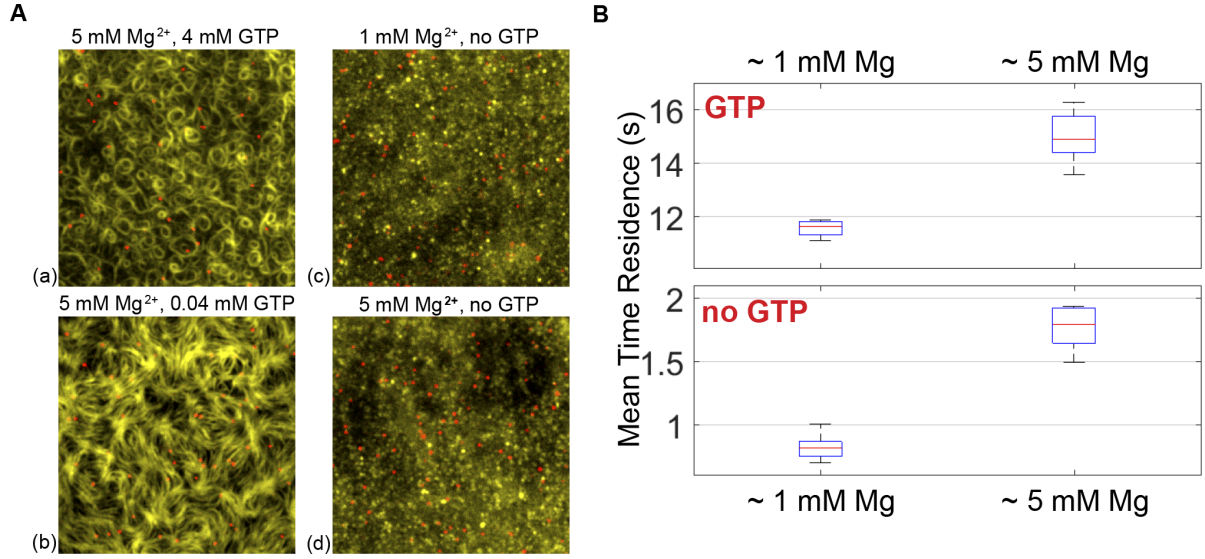 A
5 mM Mg²⁺, 4 mM GTP
1 mM Mg²⁺, no GTP
(a)
(c)
5 mM Mg²⁺, 0.04 mM GTP
5 mM Mg²⁺, no GTP
(b)
(d)
B
~ 1 mM Mg
~ 5 mM Mg
GTP
16
14
12
Mean Time Residence (s)
no GTP
2
1.5
1
~ 1 mM Mg
~ 5 mM Mg